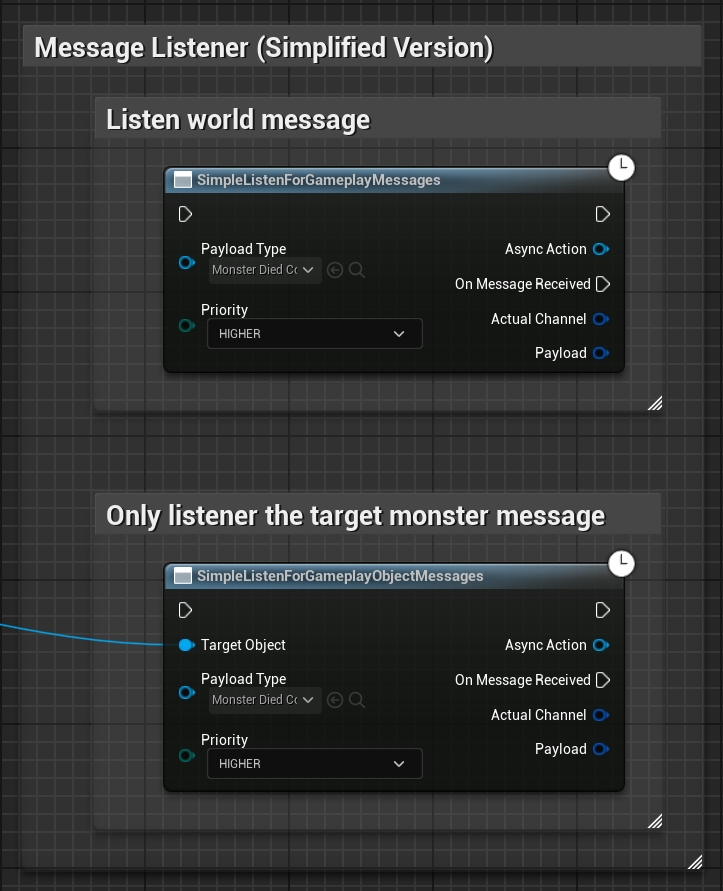 Message Listener (Simplified Version)
Listen world message
SimpleListenForGameplayMessages
Payload Type
Async Action
Monster Died Cc
On Message Received
Priority
Actual Channel
HIGHER
Payload
Only listener the target monster message
SimpleListenForGameplayObjectMessages
Target Object
Async Action
Payload Type
On Message Received
Monster Died Cc
Actual Channel
Priority
Payload
HIGHER